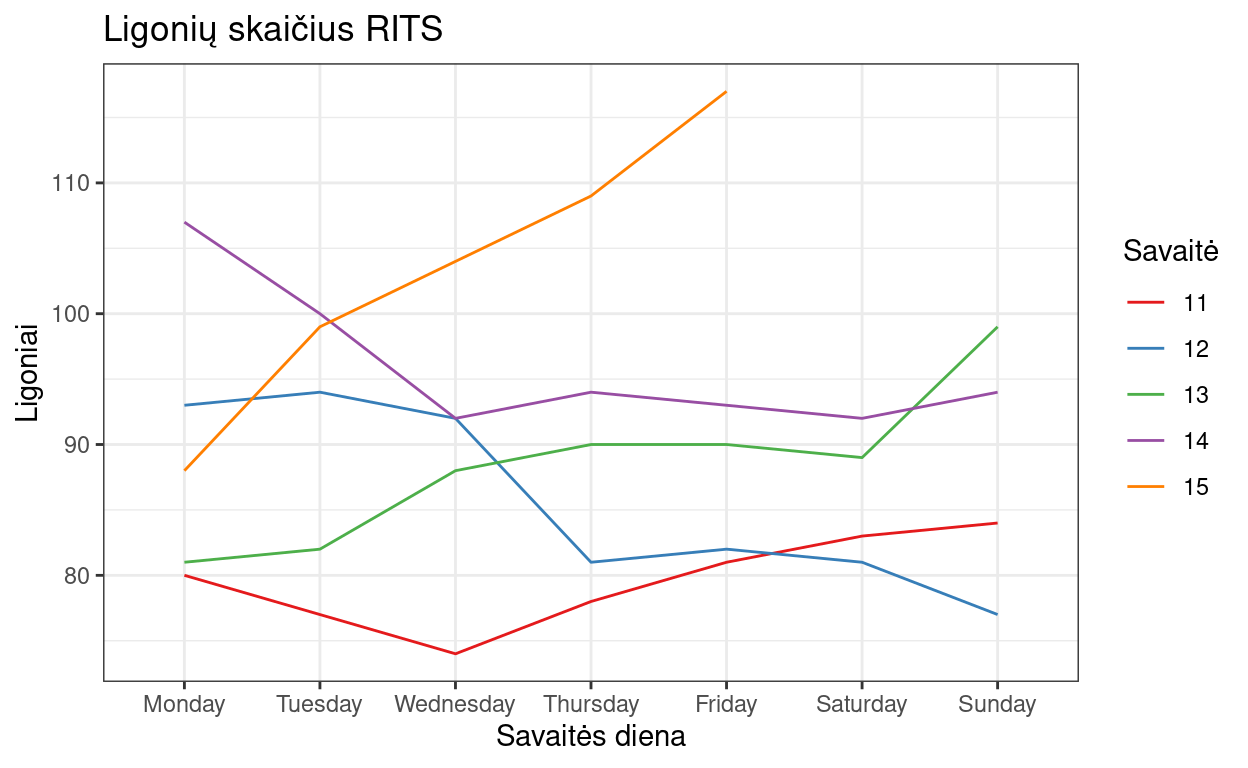 Ligonių skaičius RITS
Ligoniai
110
100
90
80
Monday Tuesday Wednesday Thursday Friday Saturday Sunday
Savaitės diena
Savaitė
11
12
13
14
15